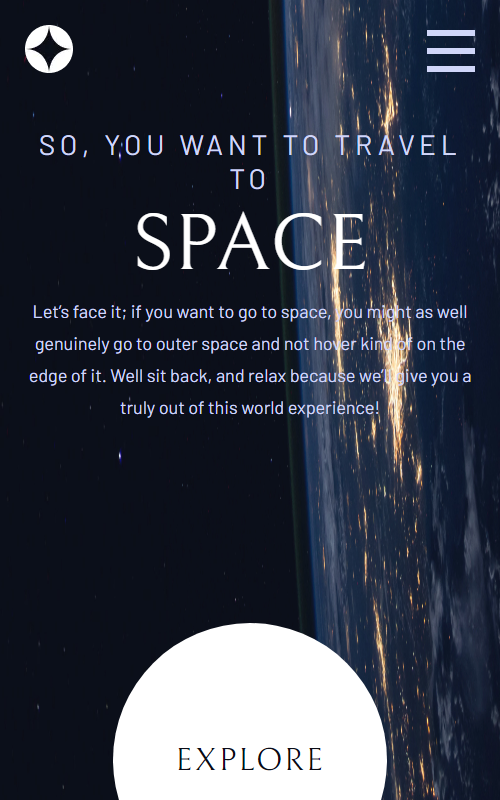 SO, YOU WANT TO TRAVEL
TO
SPACE
Let’s face it; if you want to go to space, you might as well
genuinely go to outer space and not hover kind of on the
edge of it. Well sit back, and relax because we’ll give you a
truly out of this world experience!
EXPLORE